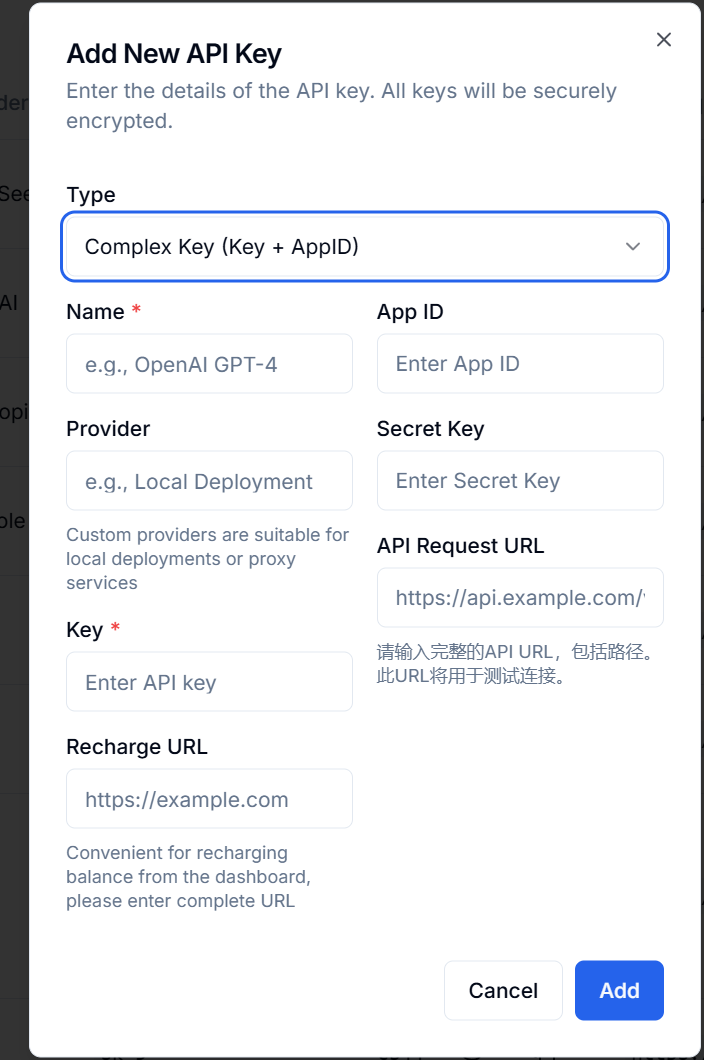 Add New API Key
Enter the details of the API key. All keys will be securely
encrypted.
Type
Complex Key (Key + AppID)
Name *
e.g., OpenAI GPT-4
Provider
e.g., Local Deployment
Custom providers are suitable for
local deployments or proxy
services
Key *
Enter API key
Recharge URL
https://example.com
Convenient for recharging
balance from the dashboard,
please enter complete URL
App ID
Enter App ID
Secret Key
Enter Secret Key
API Request URL
https://api.example.com/
请输入完整的API URL，包括路径。
此URL将用于测试连接。
Cancel
Add